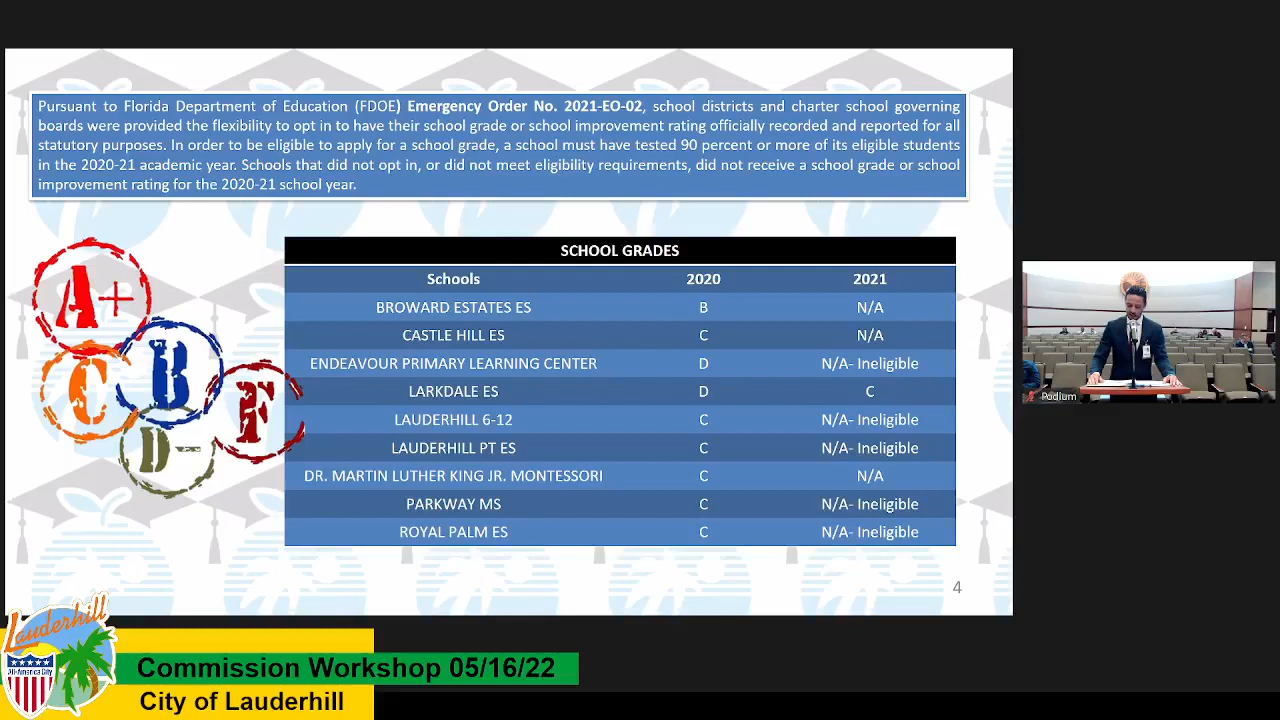 Pursuant to Florida Department of Education (FDOE) Emergency Order No. 2021-EO-02, school districts and charter school governing
boards were provided the flexibility to opt in to have their school grade or school improvement rating officially recorded and reported for all
statutory purposes. In order to be eligible to apply for a school grade, a school must have tested 90 percent or more of its eligible students
in the 2020-21 academic year. Schools that did not opt in, or did not meet eligibility requirements, did not receive a school grade or school
improvement rating for the 2020-21 school year.
A+
B
C
D-
F
SCHOOL GRADES
Schools 2020 2021
BROWARD ESTATES ES B N/A
CASTLE HILL ES C N/A
ENDEAVOUR PRIMARY LEARNING CENTER D N/A- Ineligible
LARKDALE ES D C
LAUDERHILL 6-12 C N/A- Ineligible
LAUDERHILL PT ES C N/A- Ineligible
DR. MARTIN LUTHER KING JR. MONTESSORI C N/A
PARKWAY MS C N/A- Ineligible
ROYAL PALM ES C N/A- Ineligible
4
Podium
Lauderhill
All-America City
Commission Workshop 05/16/22
City of Lauderhill